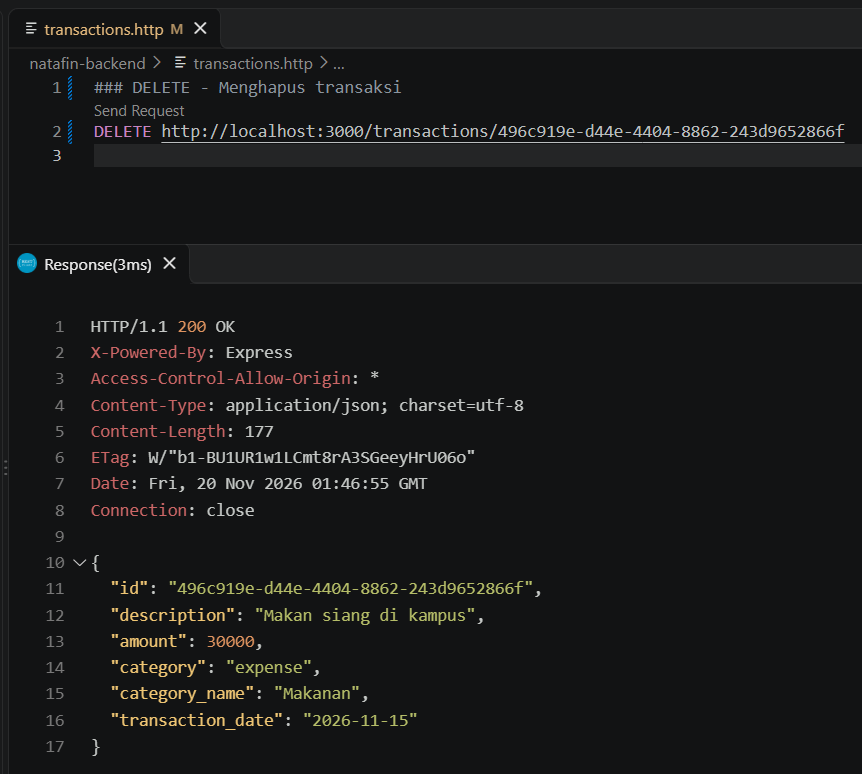 transactions.http M
natafin-backend > transactions.http > ...
1 ### DELETE - Menghapus transaksi
Send Request
2 DELETE http://localhost:3000/transactions/496c919e-d44e-4404-8862-243d9652866f
3
Response(3ms)
1 HTTP/1.1 200 OK
2 X-Powered-By: Express
3 Access-Control-Allow-Origin: *
4 Content-Type: application/json; charset=utf-8
5 Content-Length: 177
6 ETag: W/"b1-BU1UR1w1LCmt8rA3SGeeyHrU06o"
7 Date: Fri, 20 Nov 2026 01:46:55 GMT
8 Connection: close
9
10 {
11 "id": "496c919e-d44e-4404-8862-243d9652866f",
12 "description": "Makan siang di kampus",
13 "amount": 30000,
14 "category": "expense",
15 "category_name": "Makanan",
16 "transaction_date": "2026-11-15"
17 }